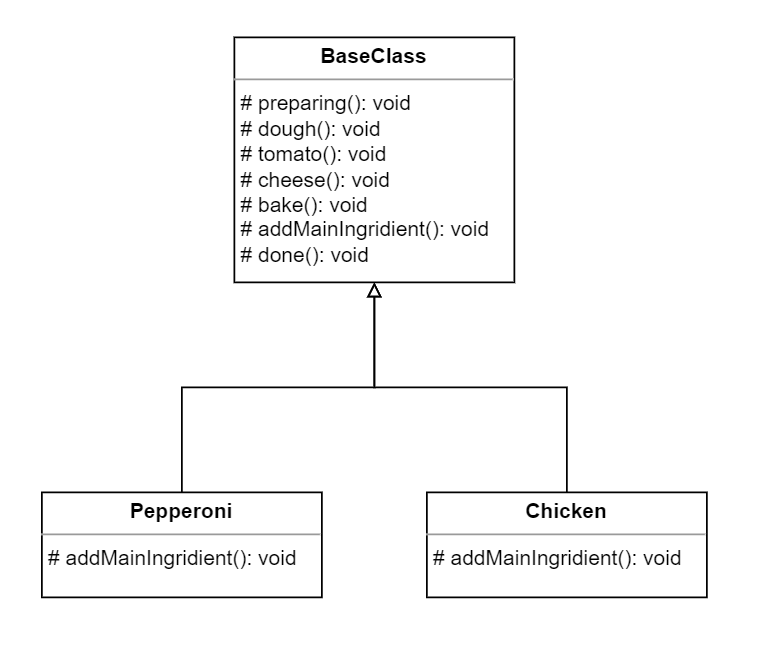 BaseClass
# preparing(): void
# dough(): void
# tomato(): void
# cheese(): void
# bake(): void
# addMainIngridient(): void
# done(): void
Pepperoni
# addMainIngridient(): void
Chicken
# addMainIngridient(): void